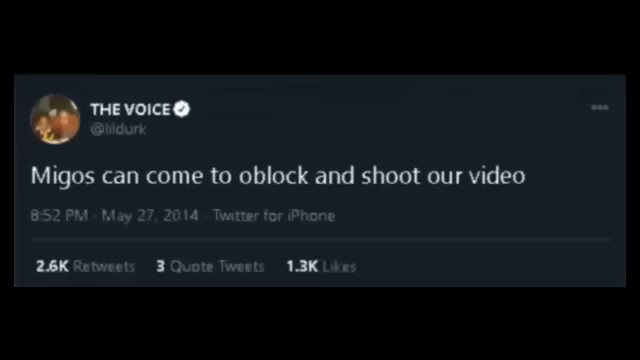 THE VOICE
@lildurk
Migos can come to oblock and shoot our video
8:52 PM · May 27, 2014 · Twitter for iPhone
2.6K Retweets 3 Quote Tweets 1.3K Likes